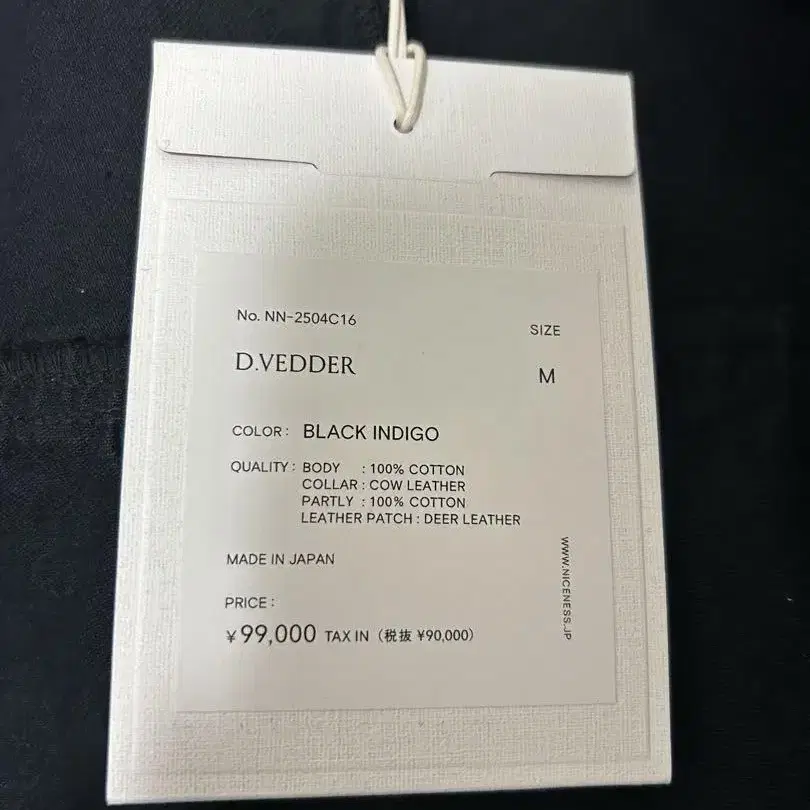 No. NN-2504C16
SIZE
D.VEDDER
M
COLOR: BLACK INDIGO
QUALITY: BODY : 100% COTTON
COLLAR : COW LEATHER
PARTLY : 100% COTTON
LEATHER PATCH : DEER LEATHER
MADE IN JAPAN
WWW.NICENESS.JP
PRICE:
¥99,000 TAX IN (税抜 ¥90,000)